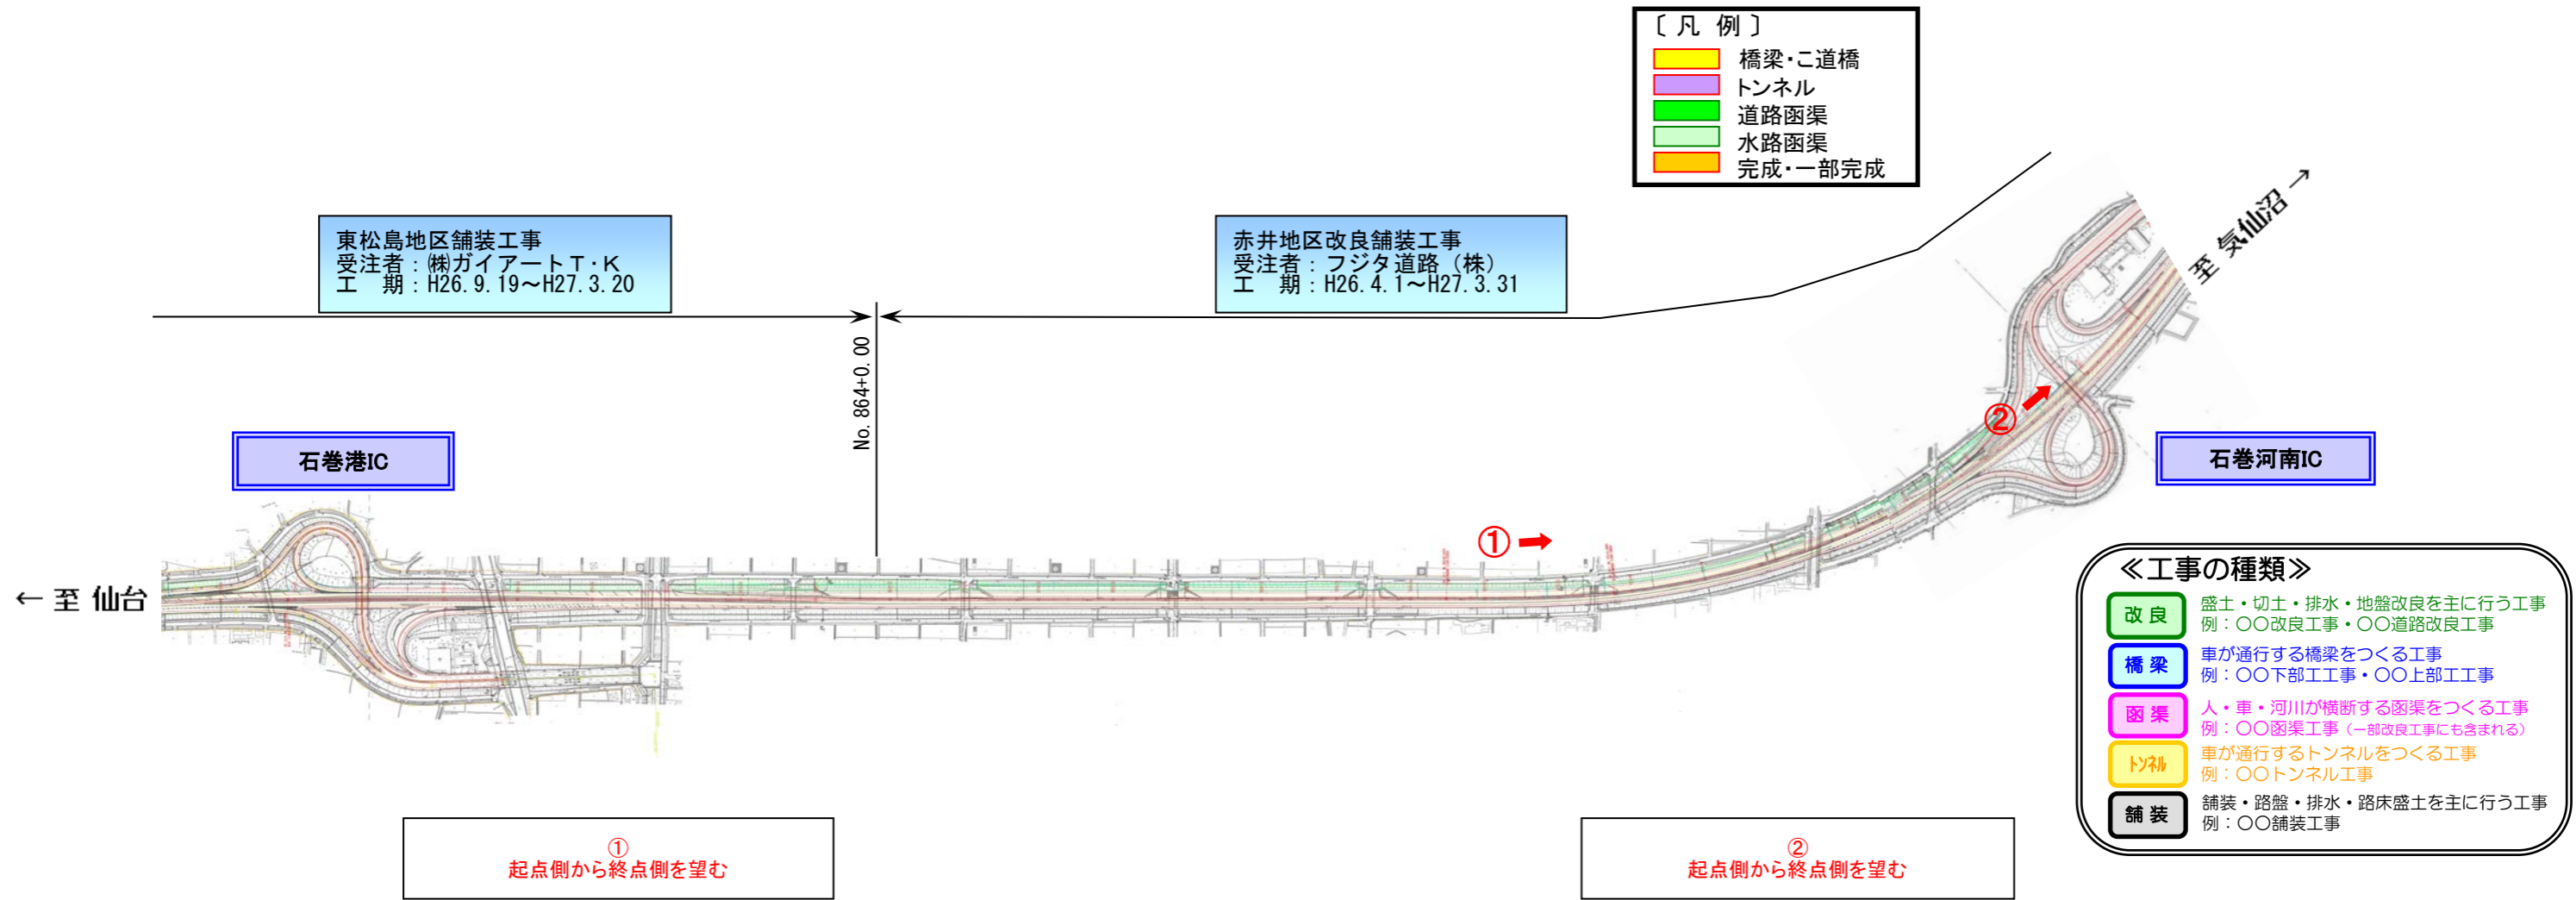 〔 凡 例 〕
橋梁・こ道橋
トンネル
道路函渠
水路函渠
完成・一部完成
東松島地区舗装工事
受注者：㈱ガイアートＴ・Ｋ
工　期：H26.9.19～H27.3.20
赤井地区改良舗装工事
受注者：フジタ道路（株）
工　期：H26.4.1～H27.3.31
至 気仙沼 →
No.864+0.00
②
石巻港IC
石巻河南IC
①
← 至 仙台
≪工事の種類≫
改 良
盛土・切土・排水・地盤改良を主に行う工事
例：〇〇改良工事・〇〇道路改良工事
橋 梁
車が通行する橋梁をつくる工事
例：〇〇下部工工事・〇〇上部工工事
函 渠
人・車・河川が横断する函渠をつくる工事
例：〇〇函渠工事（一部改良工事にも含まれる）
トンネル
車が通行するトンネルをつくる工事
例：〇〇トンネル工事
舗 装
舗装・路盤・排水・路床盛土を主に行う工事
例：〇〇舗装工事
①
起点側から終点側を望む
②
起点側から終点側を望む